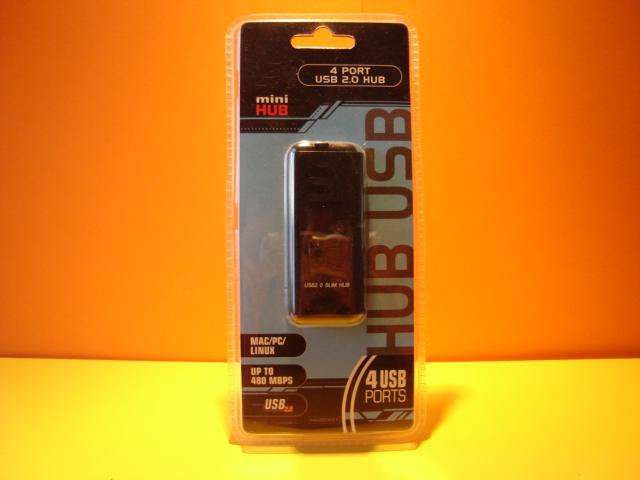 4 PORT
USB 2.0 HUB
mini
HUB
HUB USB
USB2.0 SLIM HUB
MAC/PC/
LINUX
UP TO
480 MBPS
USB 2.0
4 USB
PORTS